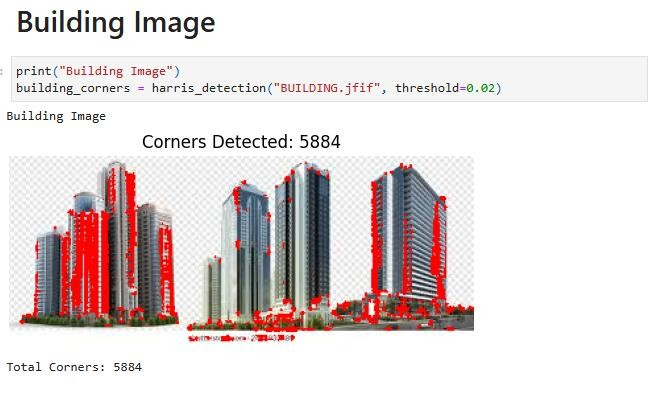 Building Image
print("Building Image")
building_corners = harris_detection("BUILDING.jfif", threshold=0.02)
Building Image
Corners Detected: 5884
Total Corners: 5884